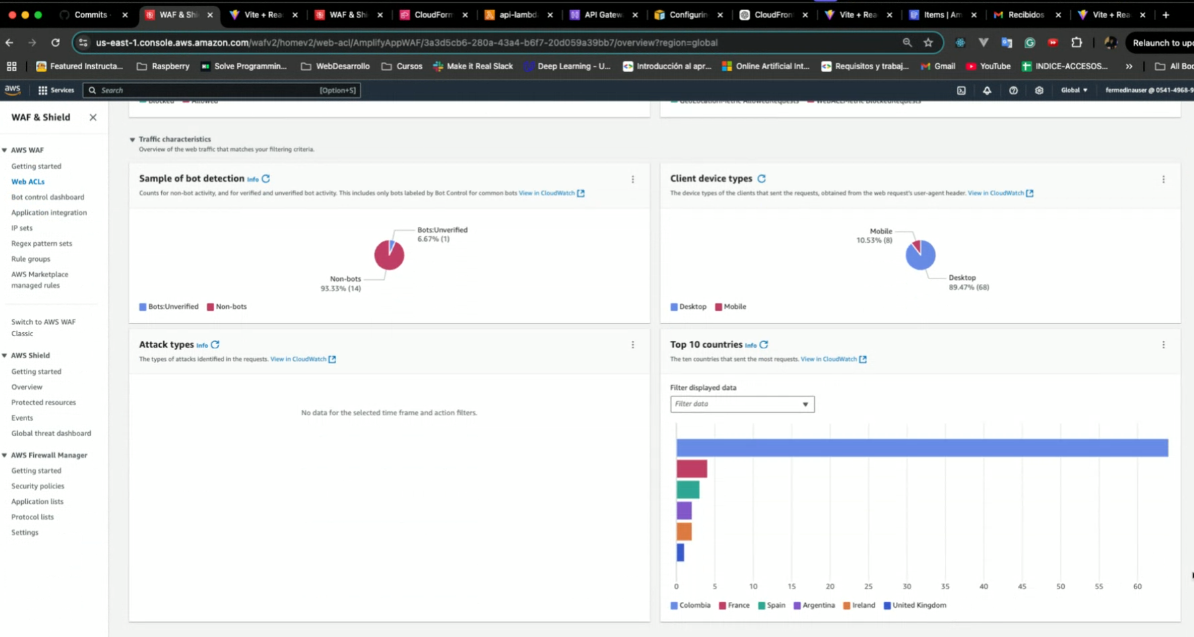 Commits
WAF & Shi
Vite + Rea
WAF & Shi
CloudForm
api-lambd
API Gatew
Configurin
CloudFron
Vite + Rea
Items | Am
Recibidos
Vite + Rea
us-east-1.console.aws.amazon.com/wafv2/homev2/web-acl/AmplifyAppWAF/3a3d5cb6-280a-43a4-b6f7-20d059a39bb7/overview?region=global
Relaunch to upd
Featured Instructa...
Raspberry
Solve Programmin...
WebDesarrollo
Cursos
Make it Real Slack
Deep Learning - U...
Introducción al apr...
Online Artificial Int...
Requisitos y trabaj...
Gmail
YouTube
INDICE-ACCESOS...
All Boo
aws
Services
Search
[Option+S]
Global
fermedinauser @ 0541-4968-9
WAF & Shield
AWS WAF
Getting started
Web ACLs
Bot control dashboard
Application integration
IP sets
Regex pattern sets
Rule groups
AWS Marketplace
managed rules
Switch to AWS WAF
Classic
AWS Shield
Getting started
Overview
Protected resources
Events
Global threat dashboard
AWS Firewall Manager
Getting started
Security policies
Application lists
Protocol lists
Settings
Traffic characteristics
Overview of the web traffic that matches your filtering criteria.
Sample of bot detection Info
Counts for non-bot activity, and for verified and unverified bot activity. This includes only bots labeled by Bot Control for common bots View in CloudWatch
Bots:Unverified
6.67% (1)
Non-bots
93.33% (14)
Bots:Unverified Non-bots
Client device types
The device types of the clients that sent the requests, obtained from the web request's user-agent header. View in CloudWatch
Mobile
10.53% (8)
Desktop
89.47% (68)
Desktop Mobile
Attack types Info
The types of attacks identified in the requests. View in CloudWatch
No data for the selected time frame and action filters.
Top 10 countries Info
The ten countries that sent the most requests. View in CloudWatch
Filter displayed data
Filter data
0 5 10 15 20 25 30 35 40 45 50 55 60
Colombia France Spain Argentina Ireland United Kingdom